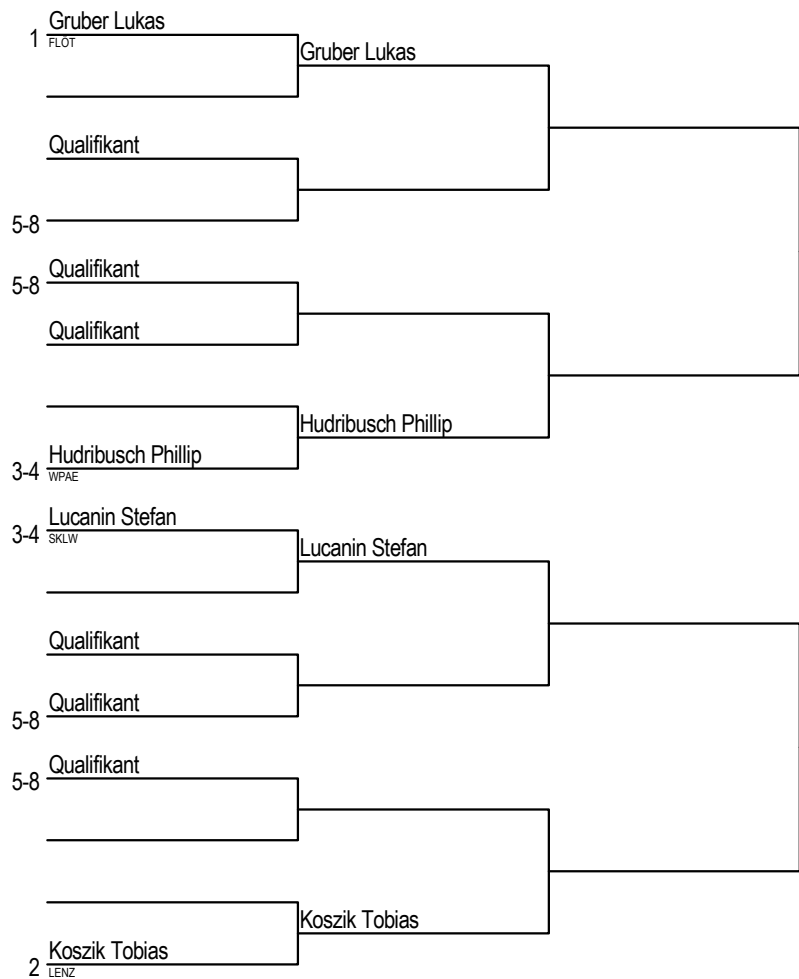 Gruber Lukas
1 FLÖT
Gruber Lukas
Qualifikant
5-8
Qualifikant
5-8
Qualifikant
Hudribusch Phillip
Hudribusch Phillip
3-4 WPAE
Lucanin Stefan
3-4 SKLW
Lucanin Stefan
Qualifikant
Qualifikant
5-8
Qualifikant
5-8
Koszik Tobias
Koszik Tobias
2 LENZ